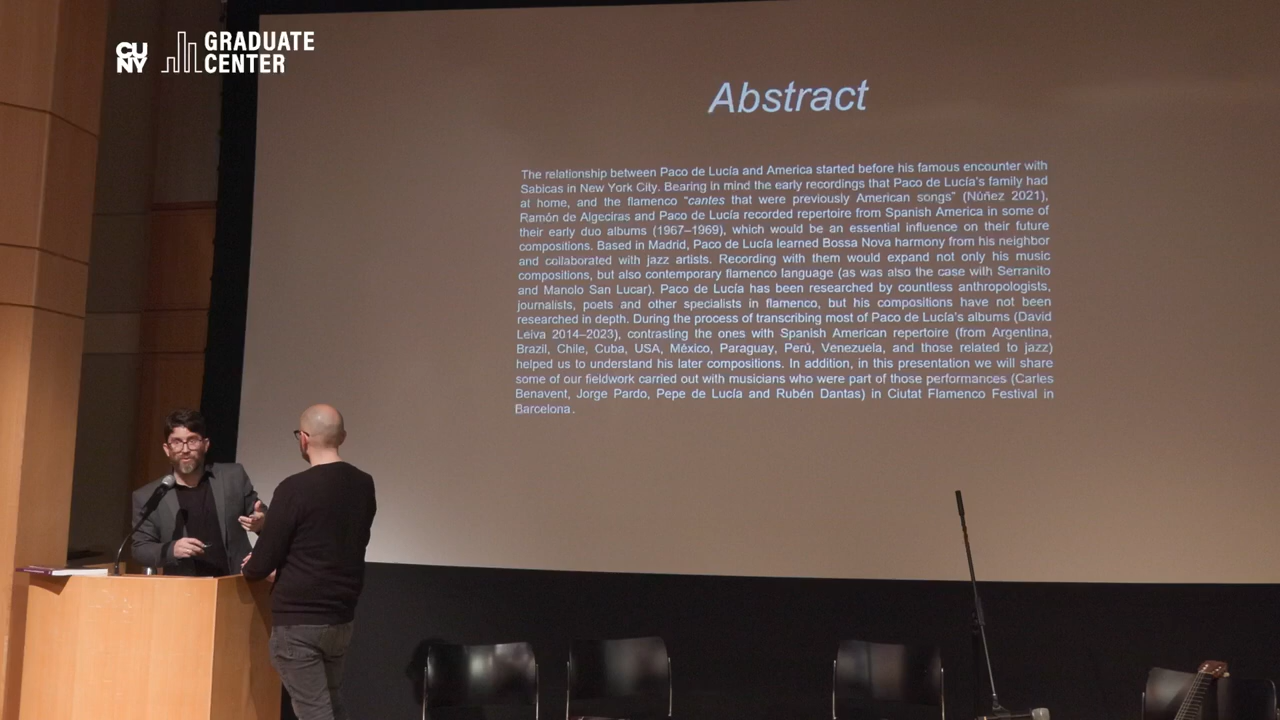 CU
NY
GRADUATE
CENTER
Abstract
The relationship between Paco de Lucía and America started before his famous encounter with
Sabicas in New York City. Bearing in mind the early recordings that Paco de Lucía's family had
at home, and the flamenco “cantes that were previously American songs” (Núñez 2021),
Ramón de Algeciras and Paco de Lucía recorded repertoire from Spanish America in some of
their early duo albums (1967–1969), which would be an essential influence on their future
compositions. Based in Madrid, Paco de Lucía learned Bossa Nova harmony from his neighbor
and collaborated with jazz artists. Recording with them would expand not only his music
compositions, but also contemporary flamenco language (as was also the case with Serranito
and Manolo San Lucar). Paco de Lucía has been researched by countless anthropologists,
journalists, poets and other specialists in flamenco, but his compositions have not been
researched in depth. During the process of transcribing most of Paco de Lucía's albums (David
Leiva 2014–2023), contrasting the ones with Spanish American repertoire (from Argentina,
Brazil, Chile, Cuba, USA, México, Paraguay, Perú, Venezuela, and those related to jazz)
helped us to understand his later compositions. In addition, in this presentation we will share
some of our fieldwork carried out with musicians who were part of those performances (Carles
Benavent, Jorge Pardo, Pepe de Lucía and Rubén Dantas) in Ciutat Flamenco Festival in
Barcelona.